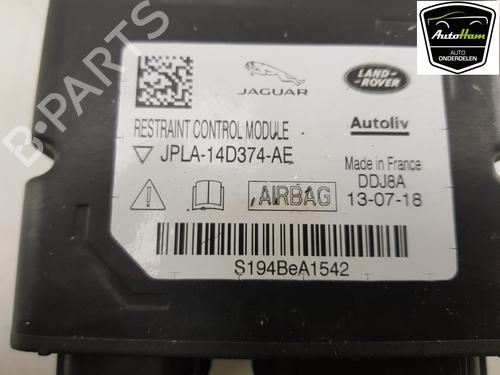 AutoHam
AUTO
ONDERDELEN
B-PARTS
JAGUAR
LAND-
ROVER
RESTRAINT CONTROL MODULE
Autoliv
JPLA-14D374-AE
Made in France
DDJ8A
AIRBAG
13-07-18
S194BeA1542